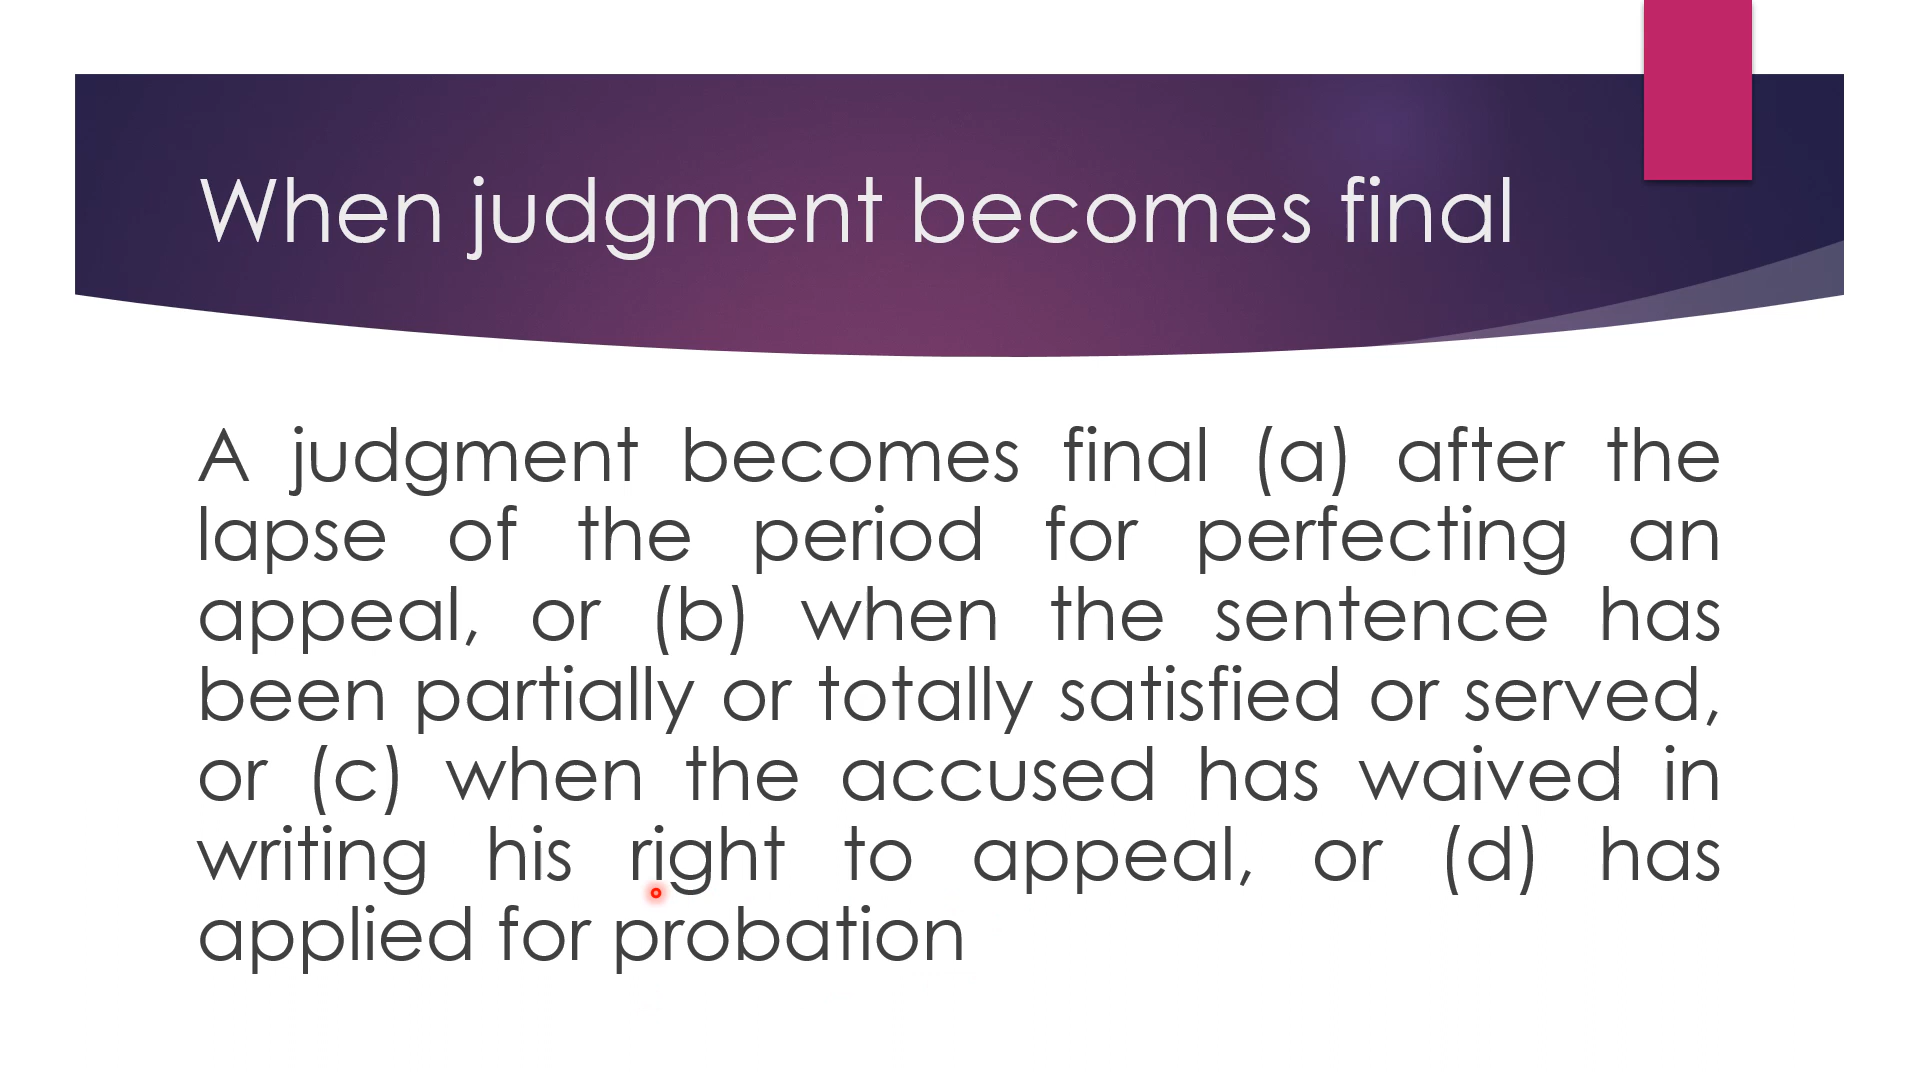 When judgment becomes final
A judgment becomes final (a) after the
lapse of the period for perfecting an
appeal, or (b) when the sentence has
been partially or totally satisfied or served,
or (c) when the accused has waived in
writing his right to appeal, or (d) has
applied for probation